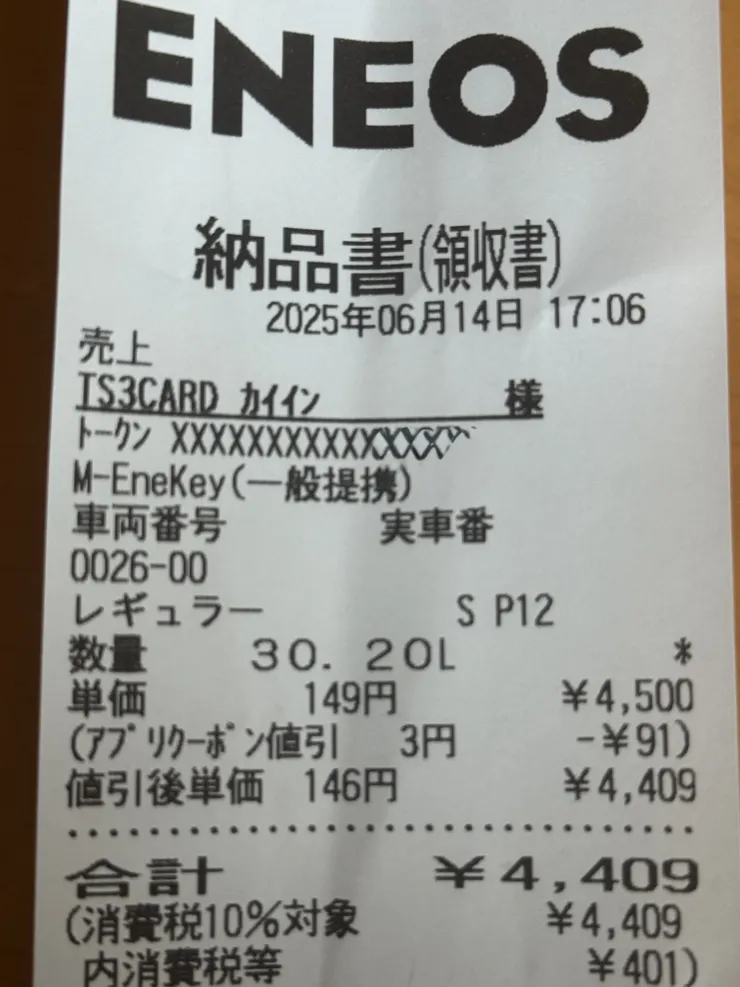 ENEOS
納品書(領収書)
2025年06月14日 17:06
売上
TS3CARD カイイン 様
トークン XXXXXXXXXXXXXXXX
M-EneKey(一般提携)
車両番号 実車番
0026-00
レギュラー S P12
数量 30. 20L *
単価 149円 ¥4,500
(アプリクーポン値引 3円 -¥91)
値引後単価 146円 ¥4,409
合計 ¥4,409
(消費税10%対象 ¥4,409
内消費税等 ¥401)